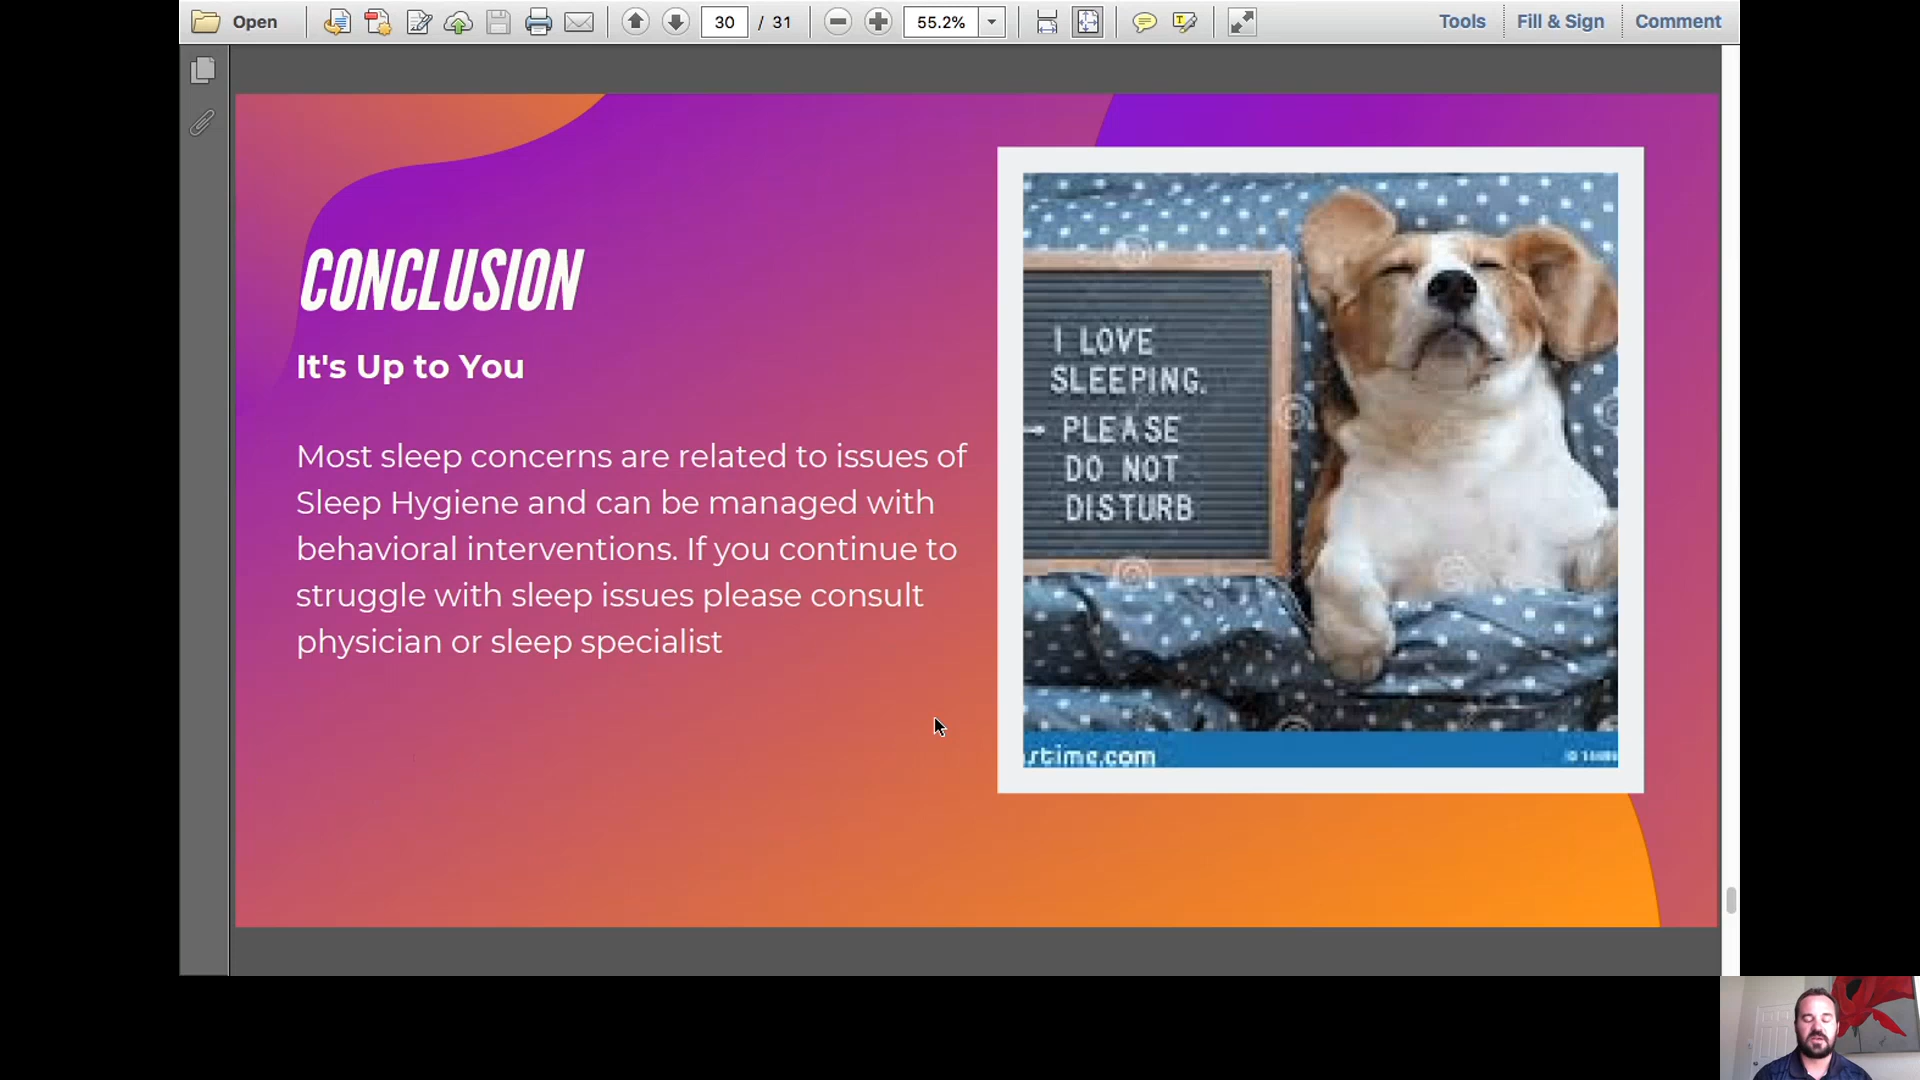 Open
30 / 31
55.2%
Tools
Fill & Sign
Comment
CONCLUSION
It's Up to You
Most sleep concerns are related to issues of
Sleep Hygiene and can be managed with
behavioral interventions. If you continue to
struggle with sleep issues please consult
physician or sleep specialist
I LOVE
SLEEPING.
PLEASE
DO NOT
DISTURB
stime.com